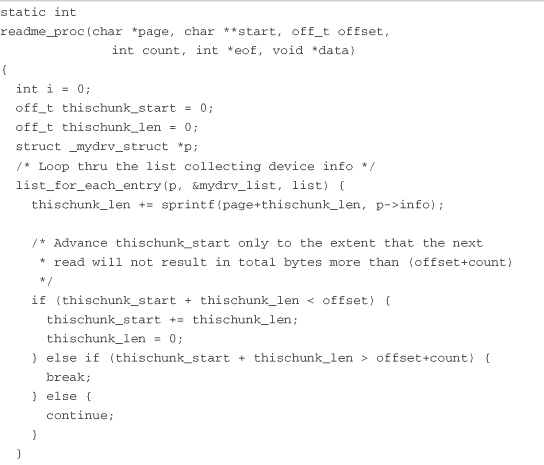 static int
readme_proc(char *page, char **start, off_t offset,
            int count, int *eof, void *data)
{
  int i = 0;
  off_t thischunk_start = 0;
  off_t thischunk_len = 0;
  struct _mydrv_struct *p;
  /* Loop thru the list collecting device info */
  list_for_each_entry(p, &mydrv_list, list) {
    thischunk_len += sprintf(page+thischunk_len, p->info);

    /* Advance thischunk_start only to the extent that the next
     * read will not result in total bytes more than (offset+count)
     */
    if (thischunk_start + thischunk_len < offset) {
      thischunk_start += thischunk_len;
      thischunk_len = 0;
    } else if (thischunk_start + thischunk_len > offset+count) {
      break;
    } else {
      continue;
    }
  }